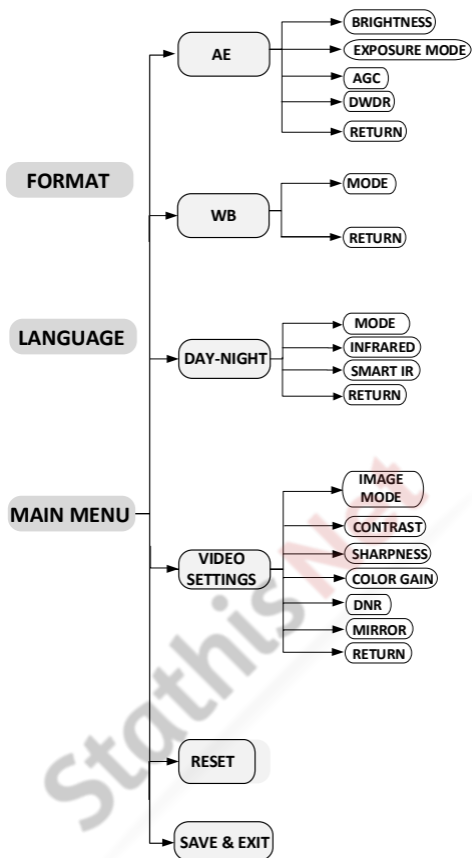 FORMAT
LANGUAGE
MAIN MENU
AE
BRIGHTNESS
EXPOSURE MODE
AGC
DWDR
RETURN
WB
MODE
RETURN
DAY-NIGHT
MODE
INFRARED
SMART IR
RETURN
VIDEO
SETTINGS
IMAGE
MODE
CONTRAST
SHARPNESS
COLOR GAIN
DNR
MIRROR
RETURN
RESET
SAVE & EXIT
StathisNet